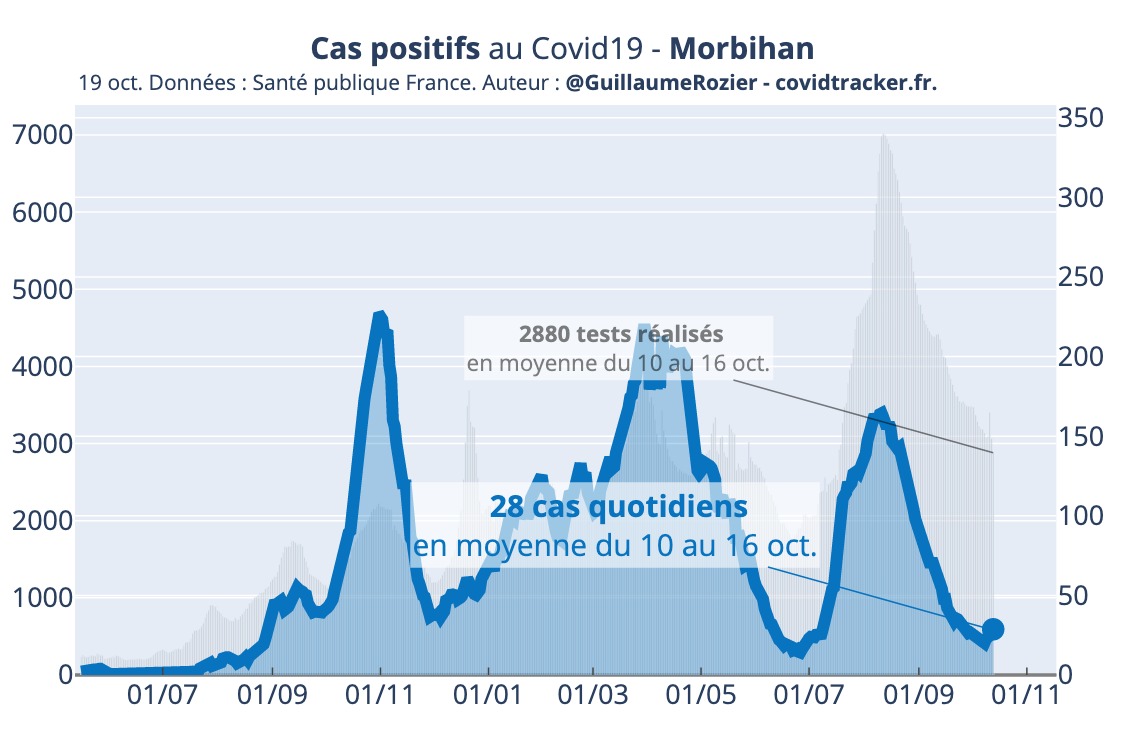 Cas positifs au Covid19 - Morbihan
19 oct. Données : Santé publique France. Auteur : @GuillaumeRozier - covidtracker.fr.
7000
6000
5000
4000
3000
2000
1000
0
350
300
250
200
150
100
50
0
2880 tests réalisés
en moyenne du 10 au 16 oct.
28 cas quotidiens
en moyenne du 10 au 16 oct.
01/07 01/09 01/11 01/01 01/03 01/05 01/07 01/09 01/11